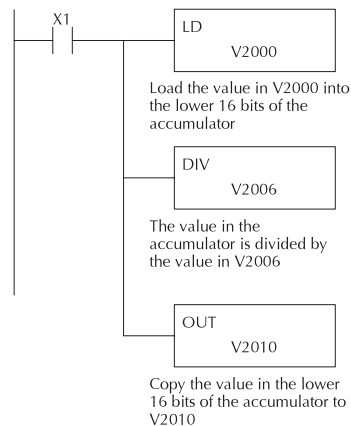 X1
LD
V2000
Load the value in V2000 into
the lower 16 bits of the
accumulator
DIV
V2006
The value in the
accumulator is divided by
the value in V2006
OUT
V2010
Copy the value in the lower
16 bits of the accumulator to
V2010